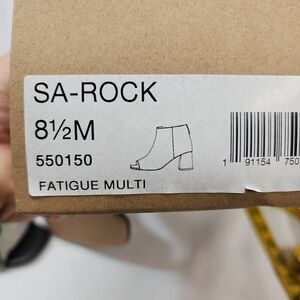 SA-ROCK
8½M
550150
FATIGUE MULTI
1 91154 750